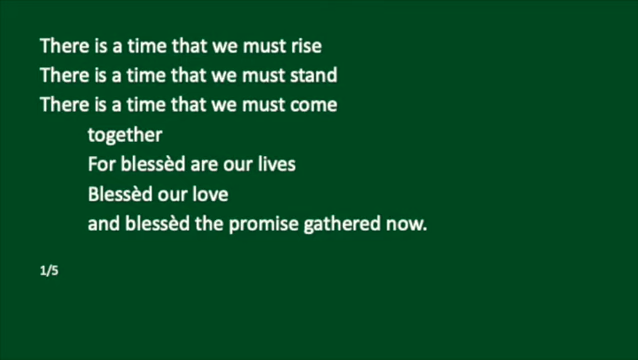 There is a time that we must rise
There is a time that we must stand
There is a time that we must come
together
For blessèd are our lives
Blessèd our love
and blessèd the promise gathered now.
1/5